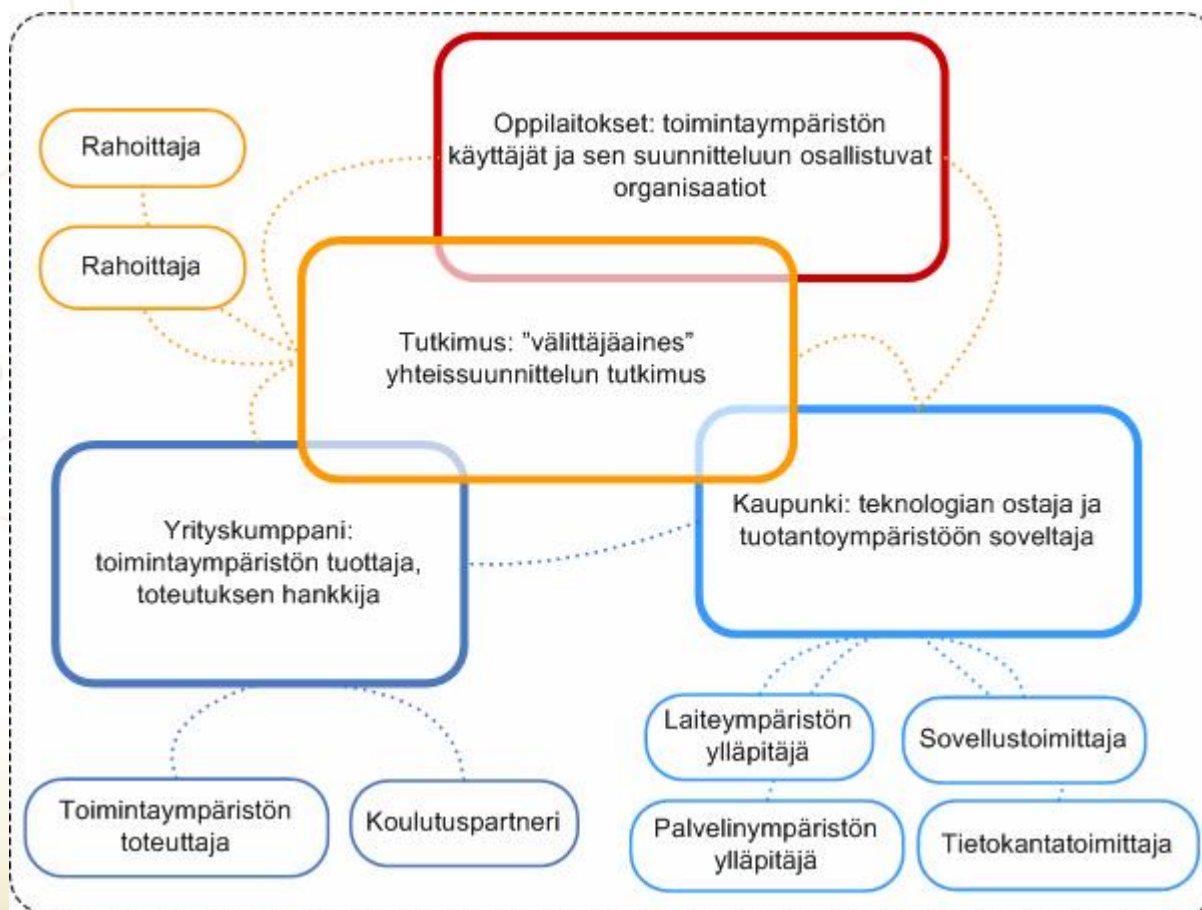 Oppilaitokset: toimintaympäristön
käyttäjät ja sen suunnitteluun osallistuvat
organisaatiot
Rahoittaja
Rahoittaja
Tutkimus: ”välittäjäaines”
yhteissuunnittelun tutkimus
Yrityskumppani:
toimintaympäristön tuottaja,
toteutuksen hankkija
Kaupunki: teknologian ostaja ja
tuotantoympäristöön soveltaja
Toimintaympäristön
toteuttaja
Koulutuspartneri
Laiteympäristön
ylläpitäjä
Sovellustoimittaja
Palvelinympäristön
ylläpitäjä
Tietokantatoimittaja